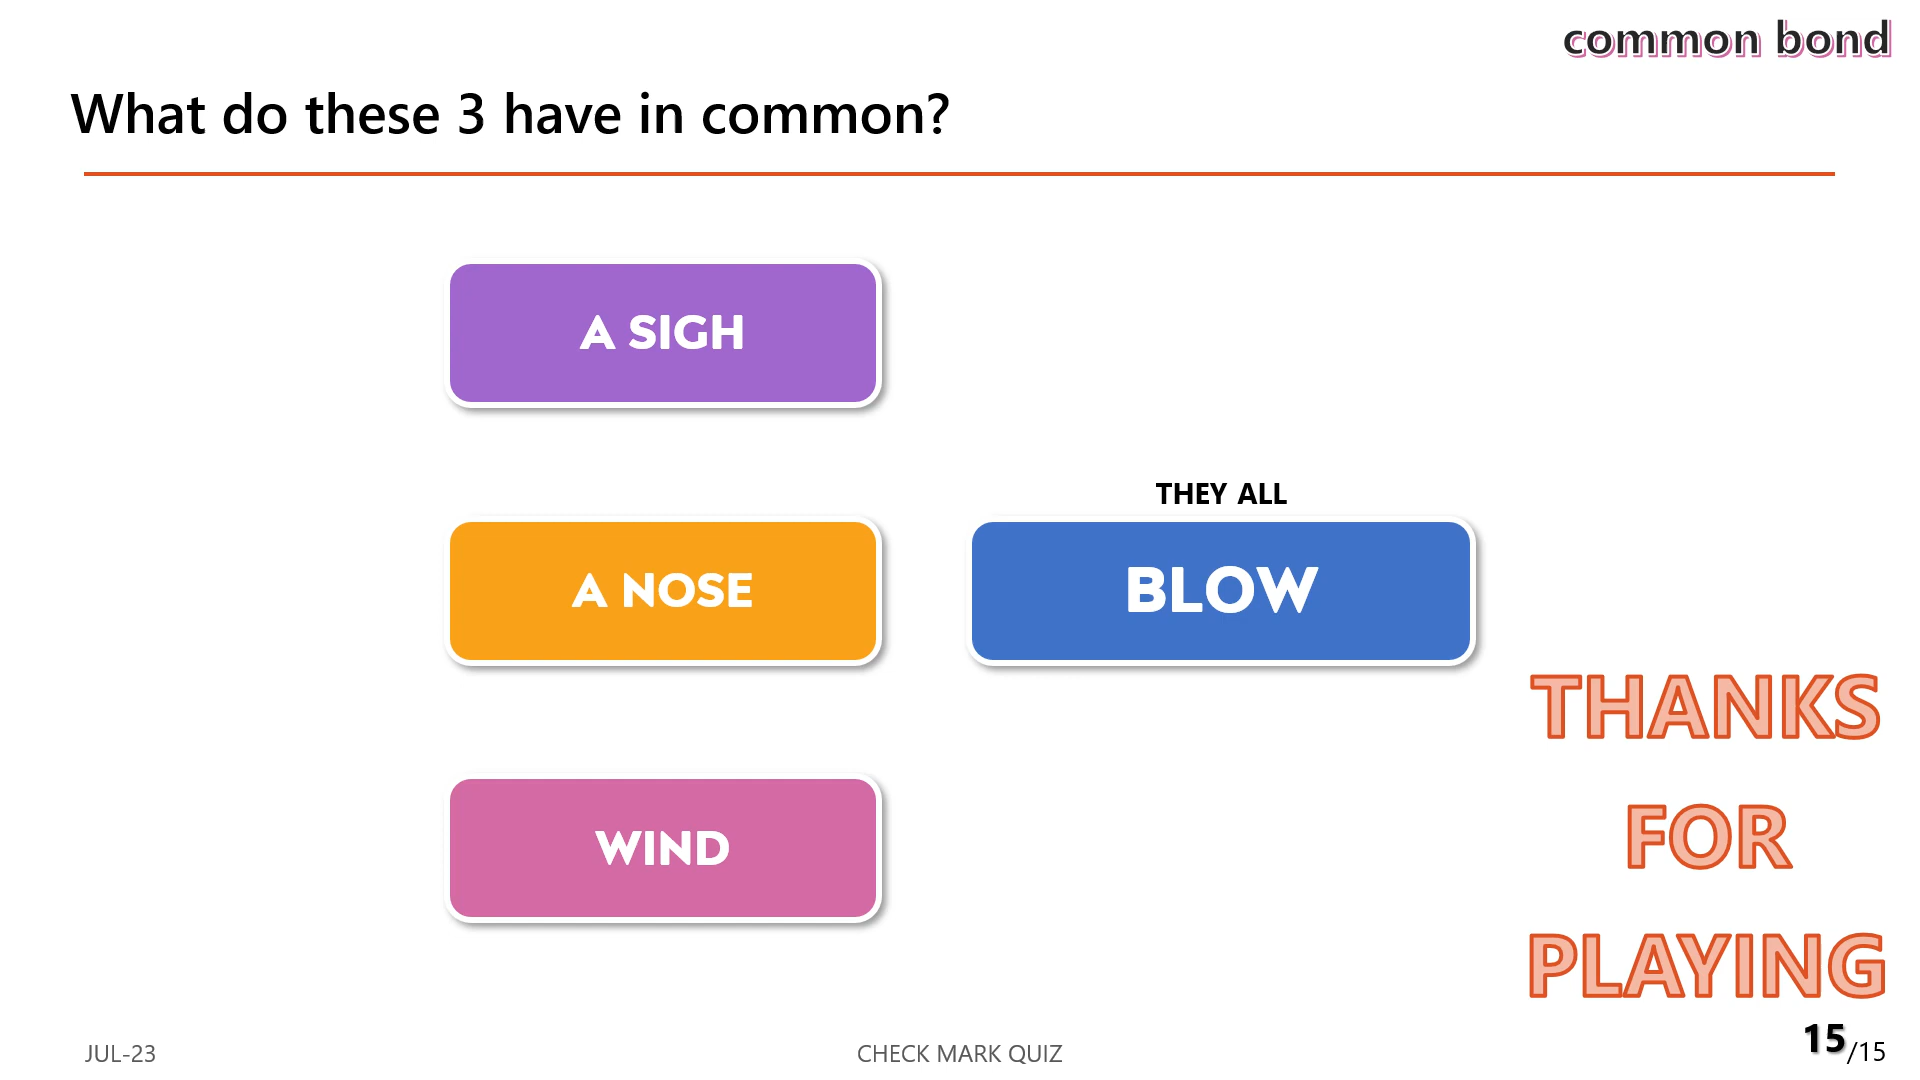 common bond
What do these 3 have in common?
A SIGH
THEY ALL
A NOSE
BLOW
WIND
THANKS
FOR
PLAYING
JUL-23
CHECK MARK QUIZ
15/15